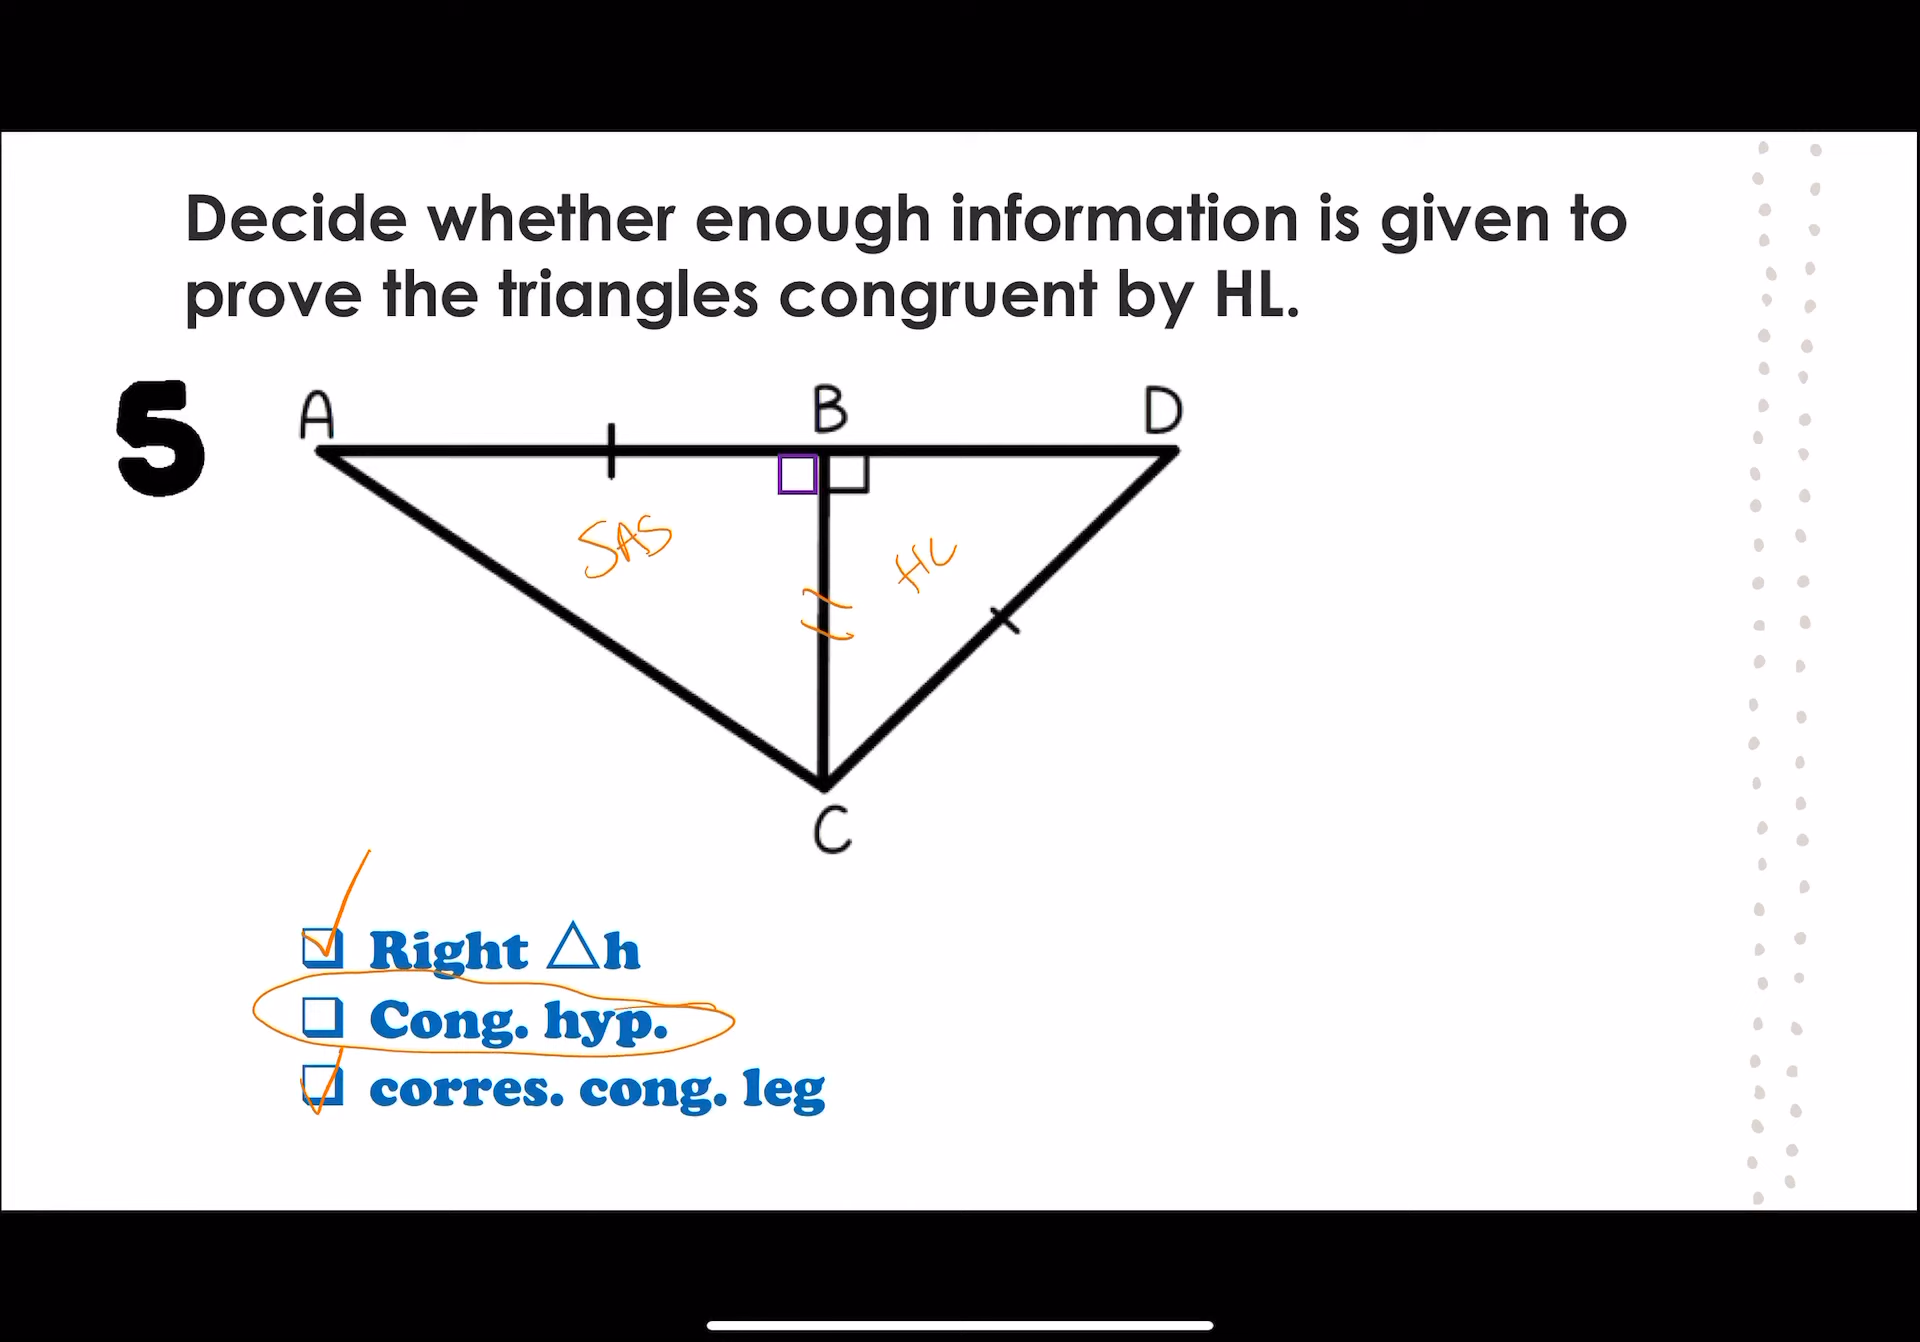 Decide whether enough information is given to
prove the triangles congruent by HL.
5
A B D
SAS HL
C
Right △h
Cong. hyp.
corres. cong. leg